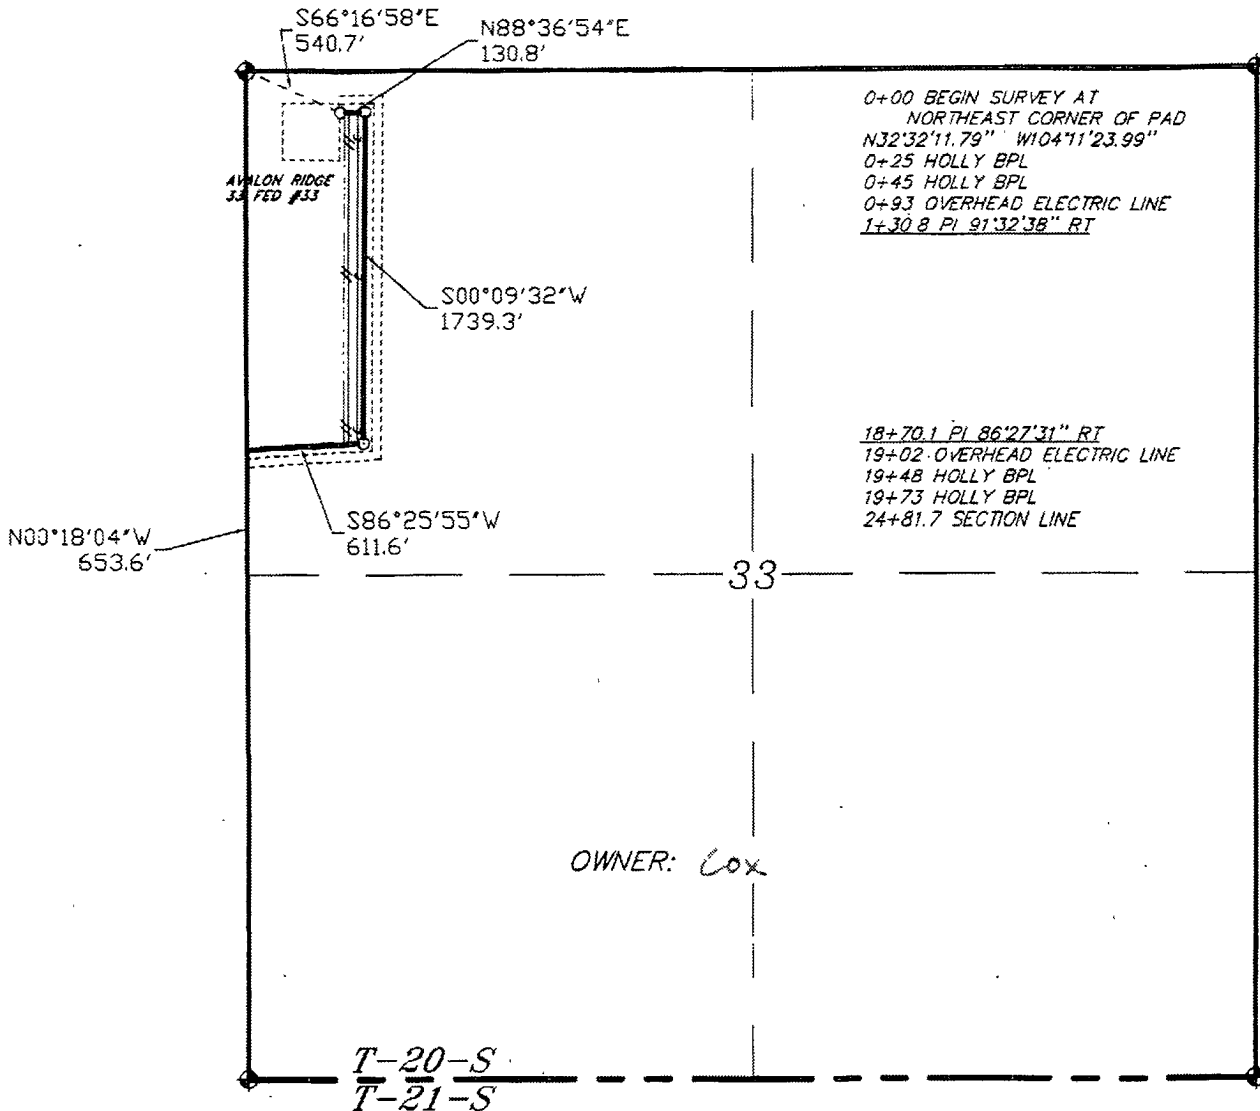 S66°16'58"E
540.7'
N88°36'54"E
130.8'
0+00 BEGIN SURVEY AT
NORTHEAST CORNER OF PAD
N32°32'11.79" W104°11'23.99"
0+25 HOLLY BPL
0+45 HOLLY BPL
0+93 OVERHEAD ELECTRIC LINE
1+30.8 PI 91°32'38" RT
AVALON RIDGE
33 FED #33
S00°09'32"W
1739.3'
18+70.1 PI 86°27'31" RT
19+02 OVERHEAD ELECTRIC LINE
19+48 HOLLY BPL
19+73 HOLLY BPL
24+81.7 SECTION LINE
S86°25'55"W
611.6'
N00°18'04"W
653.6'
33
OWNER: Cox
T-20-S
T-21-S